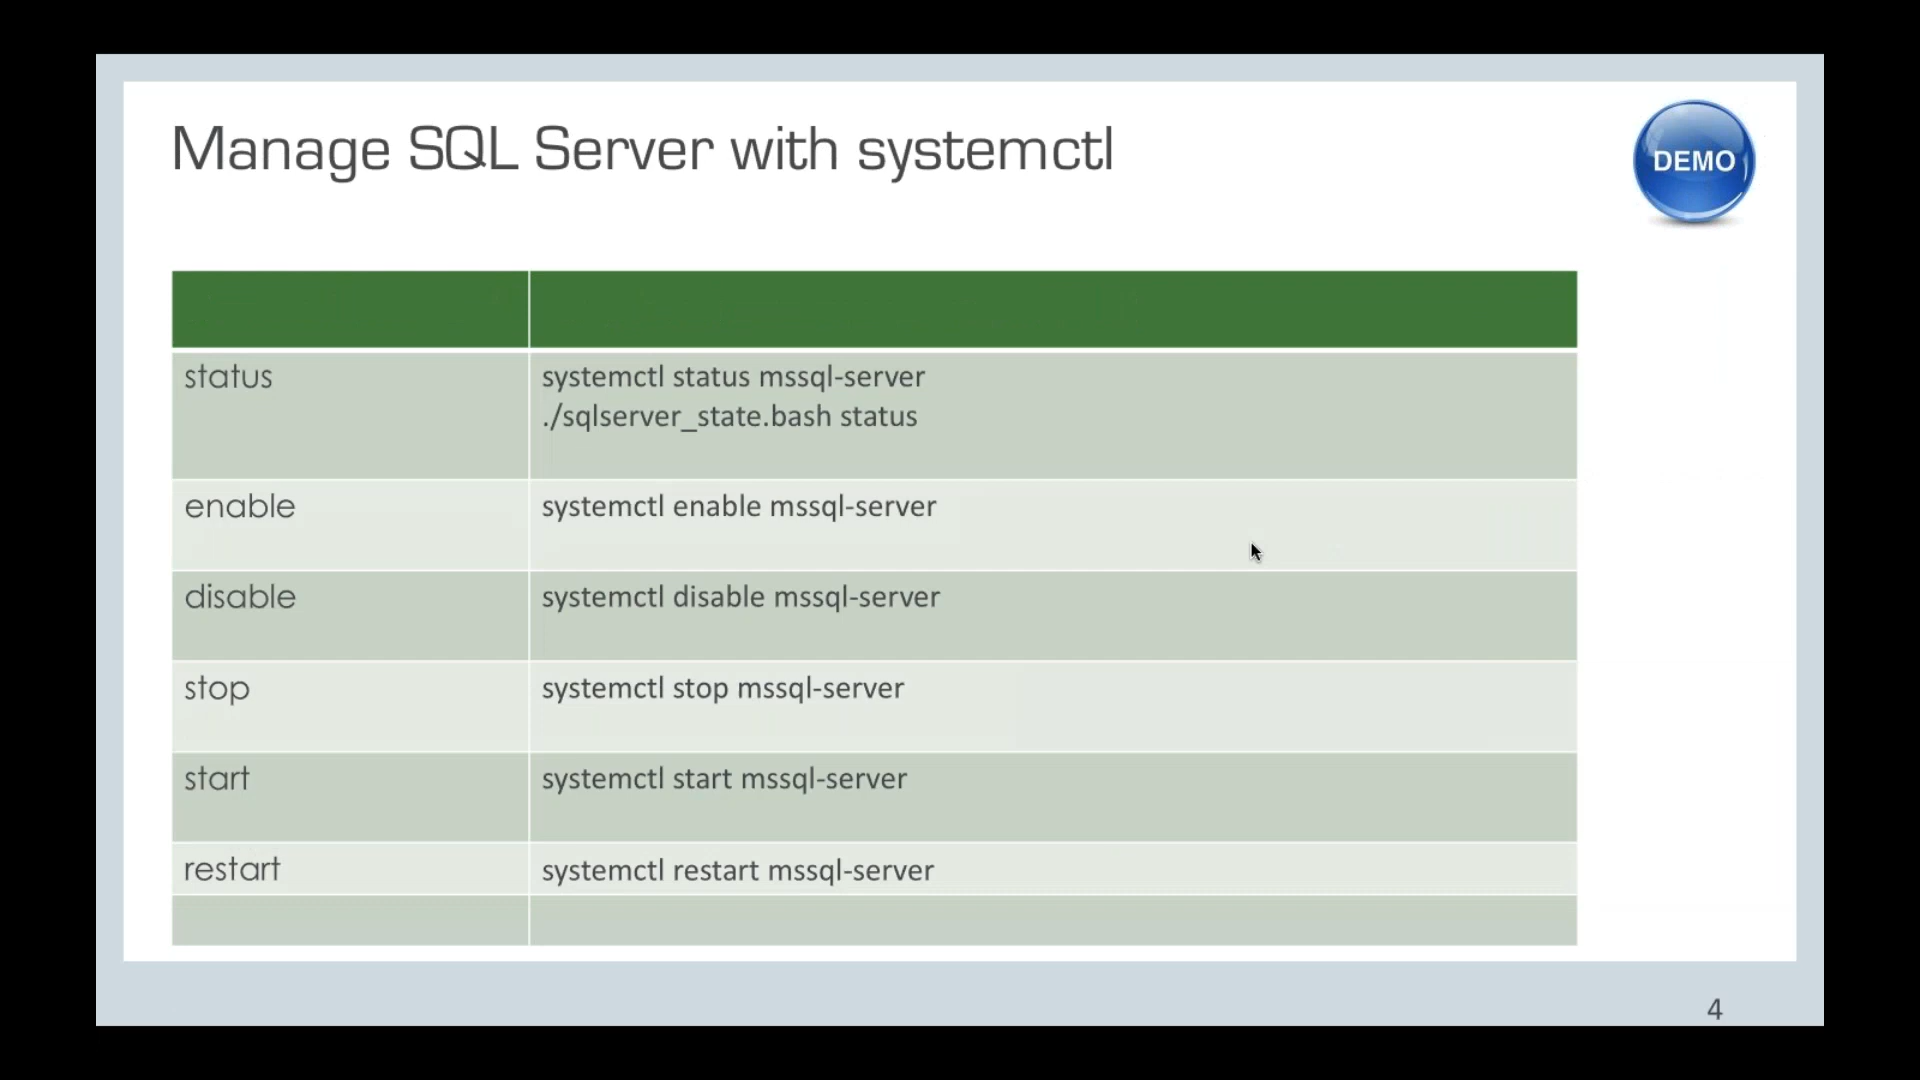 Manage SQL Server with systemctl
DEMO
status
systemctl status mssql-server
./sqlserver_state.bash status
enable
systemctl enable mssql-server
disable
systemctl disable mssql-server
stop
systemctl stop mssql-server
start
systemctl start mssql-server
restart
systemctl restart mssql-server
4